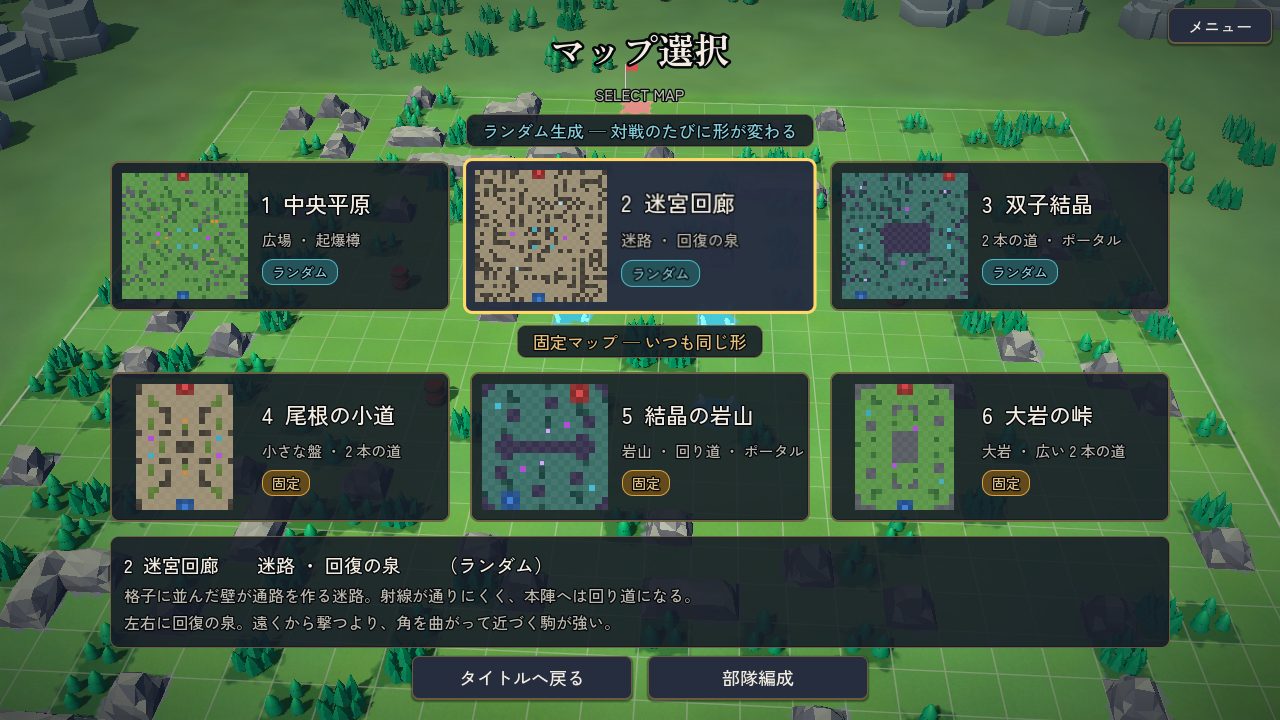 メニュー
マップ選択
SELECT MAP
ランダム生成 ― 対戦のたびに形が変わる
1 中央平原
広場 ・ 起爆樽
ランダム
2 迷宮回廊
迷路 ・ 回復の泉
ランダム
3 双子結晶
2本の道 ・ ポータル
ランダム
固定マップ ― いつも同じ形
4 尾根の小道
小さな盤 ・ 2本の道
固定
5 結晶の岩山
岩山 ・ 回り道 ・ ポータル
固定
6 大岩の峠
大岩 ・ 広い2本の道
固定
2 迷宮回廊 迷路 ・ 回復の泉 （ランダム）
格子に並んだ壁が通路を作る迷路。射線が通りにくく、本陣へは回り道になる。
左右に回復の泉。遠くから撃つより、角を曲がって近づく駒が強い。
タイトルへ戻る
部隊編成